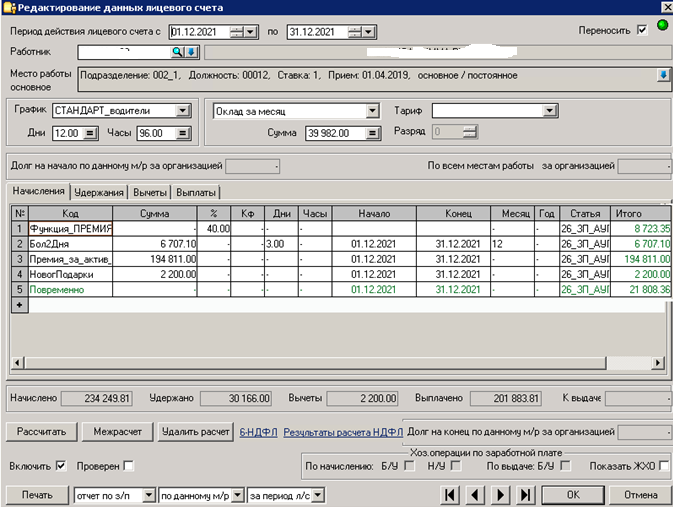 Редактирование данных лицевого счета
Период действия лицевого счета с 01.12.2021 по 31.12.2021 Переносить
Работник
Место работы Подразделение: 002_1, Должность: 00012, Ставка: 1, Прием: 01.04.2019, основное / постоянное
основное
График СТАНДАРТ_водители Оклад за месяц Тариф
Дни 12.00 Часы 96.00 Сумма 39 982.00 Разряд 0
Долг на начало по данному м/р за организацией - По всем местам работы за организацией -
Начисления Удержания Вычеты Выплаты
№ Код Сумма % Кф Дни Часы Начало Конец Месяц Год Статья Итого
1 Функция_ПРЕМИЯ - 40.00 - - - - - 26_ЗП_АУП 8 723.35
2 Бол2Дня 6 707.10 - - 3.00 - 01.12.2021 31.12.2021 12 - 26_ЗП_АУП 6 707.10
3 Премия_за_актив_ 194 811.00 - - - - 01.12.2021 31.12.2021 - - 26_ЗП_АУП 194 811.00
4 НовогПодарки 2 200.00 - - - - 01.12.2021 31.12.2021 - - 26_ЗП_АУП 2 200.00
5 Повременно - - - - - 01.12.2021 31.12.2021 - - 26_ЗП_АУП 21 808.36
+
Начислено 234 249.81 Удержано 30 166.00 Вычеты 2 200.00 Выплачено 201 883.81 К выдаче -
Рассчитать Межрасчет Удалить расчет 6-НДФЛ Результаты расчета НДФЛ Долг на конец по данному м/р за организацией -
Хоз.операции по заработной плате
Включить Проверен По начислению: Б/У Н/У По выдаче: Б/У Показать ЖХО
Печать отчет по з/п по данному м/р за период л/с ОК Отмена